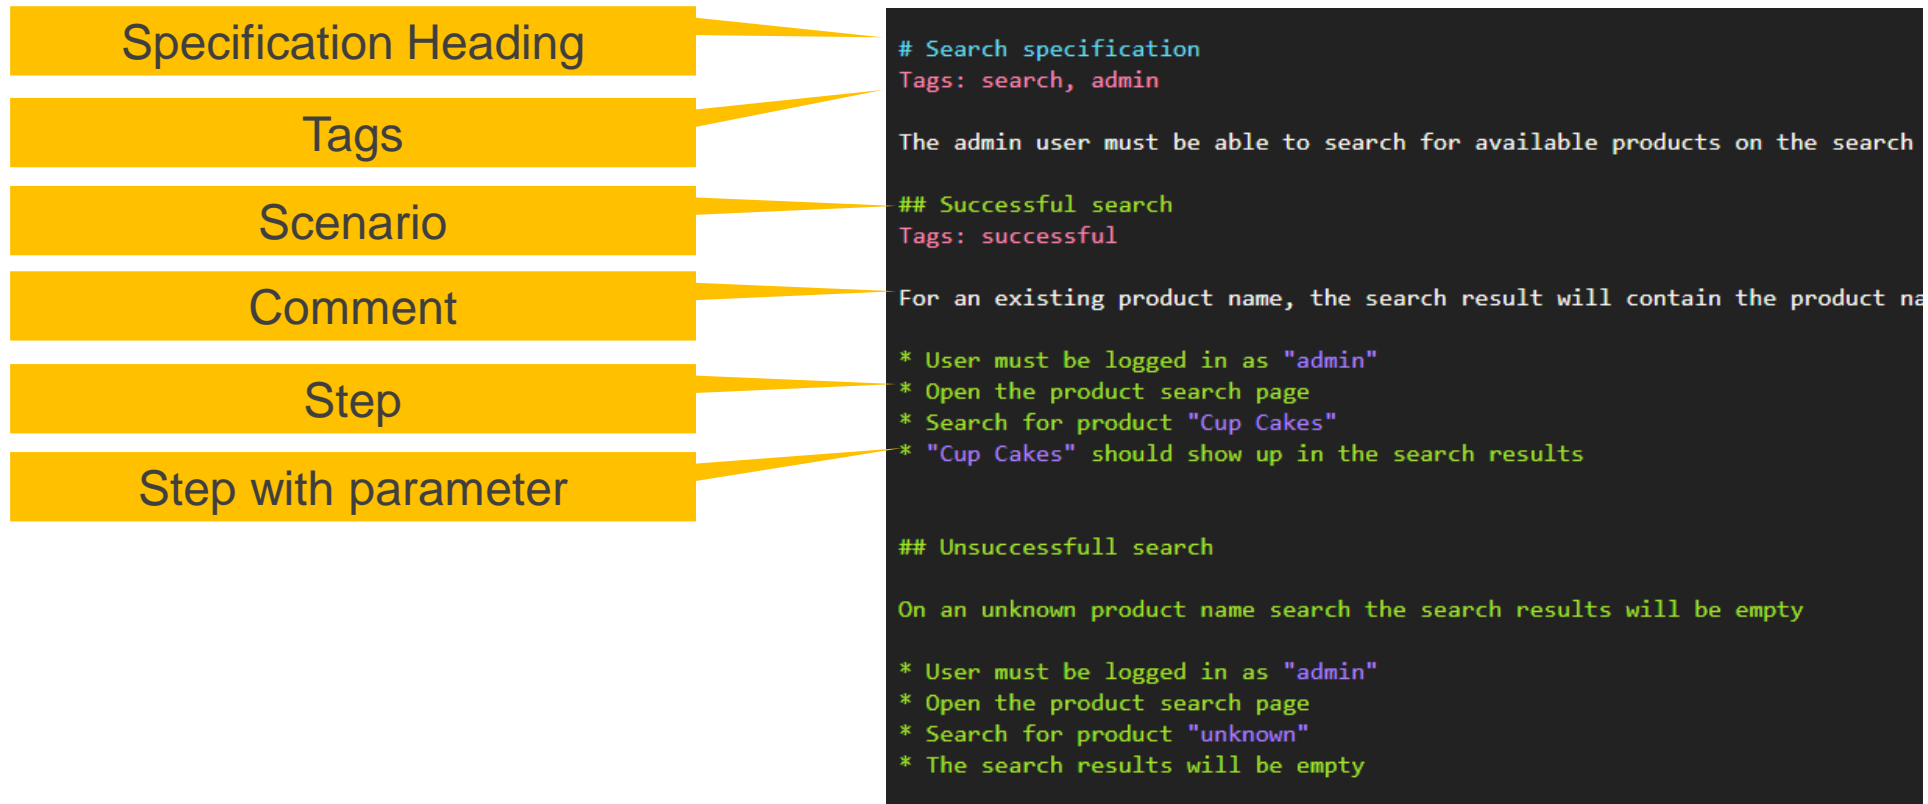 Specification Heading
Tags
Scenario
Comment
Step
Step with parameter
# Search specification
Tags: search, admin
The admin user must be able to search for available products on the search
## Successful search
Tags: successful
For an existing product name, the search result will contain the product na
* User must be logged in as "admin"
* Open the product search page
* Search for product "Cup Cakes"
* "Cup Cakes" should show up in the search results
## Unsuccessfull search
On an unknown product name search the search results will be empty
* User must be logged in as "admin"
* Open the product search page
* Search for product "unknown"
* The search results will be empty